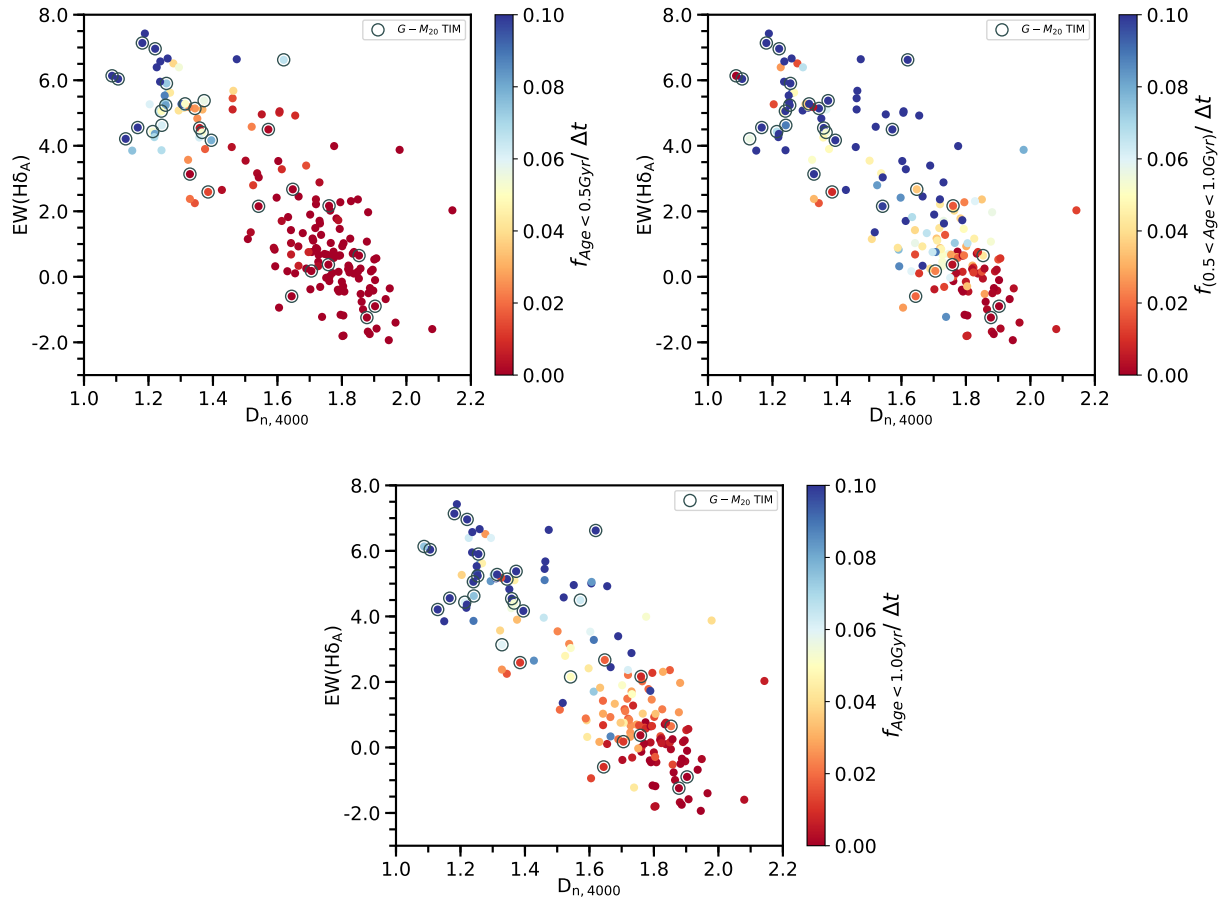 8.0
6.0
4.0
2.0
0.0
-2.0
EW(Hδ_A)
1.0 1.2 1.4 1.6 1.8 2.0 2.2
D_n, 4000
G − M_20 TIM
0.10
0.08
0.06
0.04
0.02
0.00
f_Age < 0.5Gyr / Δt
8.0
6.0
4.0
2.0
0.0
-2.0
EW(Hδ_A)
1.0 1.2 1.4 1.6 1.8 2.0 2.2
D_n, 4000
G − M_20 TIM
0.10
0.08
0.06
0.04
0.02
0.00
f_(0.5 < Age < 1.0Gyr) / Δt
8.0
6.0
4.0
2.0
0.0
-2.0
EW(Hδ_A)
1.0 1.2 1.4 1.6 1.8 2.0 2.2
D_n, 4000
G − M_20 TIM
0.10
0.08
0.06
0.04
0.02
0.00
f_Age < 1.0Gyr / Δt